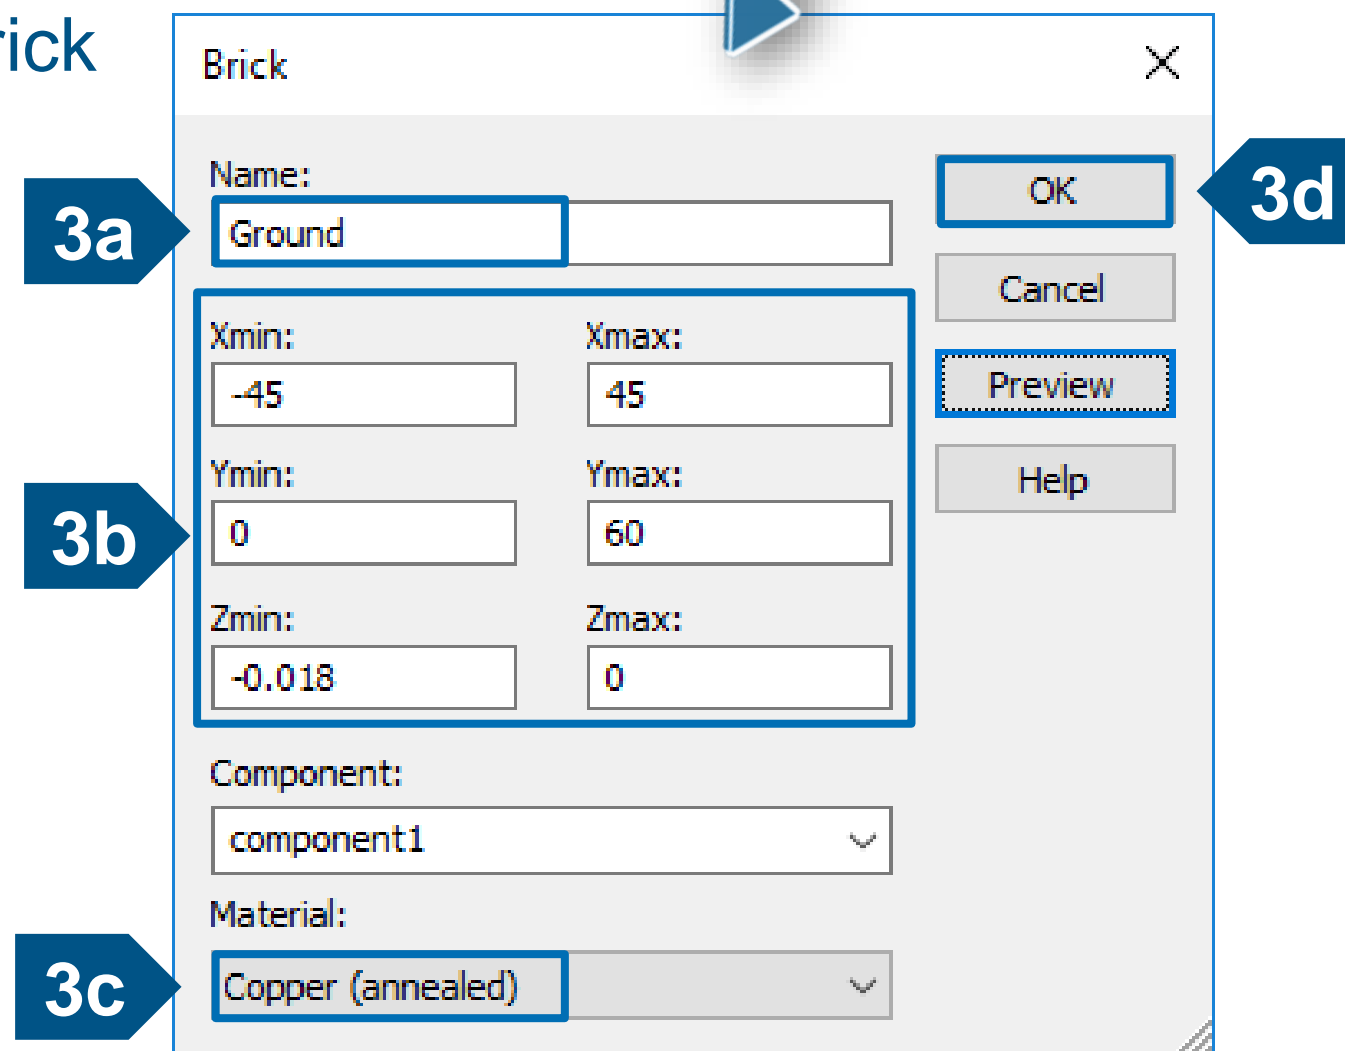 rick
Brick
Name:
3a
Ground
OK
3d
Cancel
Xmin:
Xmax:
-45
45
Preview
Ymin:
Ymax:
Help
3b
0
60
Zmin:
Zmax:
-0.018
0
Component:
component1
Material:
3c
Copper (annealed)